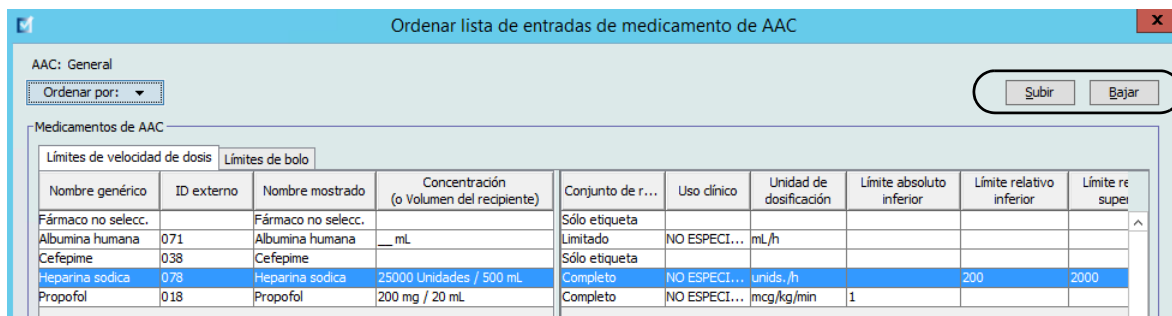 Ordenar lista de entradas de medicamento de AAC
x
AAC: General
Ordenar por:
Subir Bajar
Medicamentos de AAC
Límites de velocidad de dosis Límites de bolo
Nombre genérico ID externo Nombre mostrado Concentración (o Volumen del recipiente) Conjunto de r... Uso clínico Unidad de dosificación Límite absoluto inferior Límite relativo inferior Límite re super
Fármaco no selecc. Fármaco no selecc. Sólo etiqueta
Albumina humana 071 Albumina humana __ mL Limitado NO ESPECI... mL/h
Cefepime 038 Cefepime Sólo etiqueta
Heparina sodica 078 Heparina sodica 25000 Unidades / 500 mL Completo NO ESPECI... unids./h 200 2000
Propofol 018 Propofol 200 mg / 20 mL Completo NO ESPECI... mcg/kg/min 1